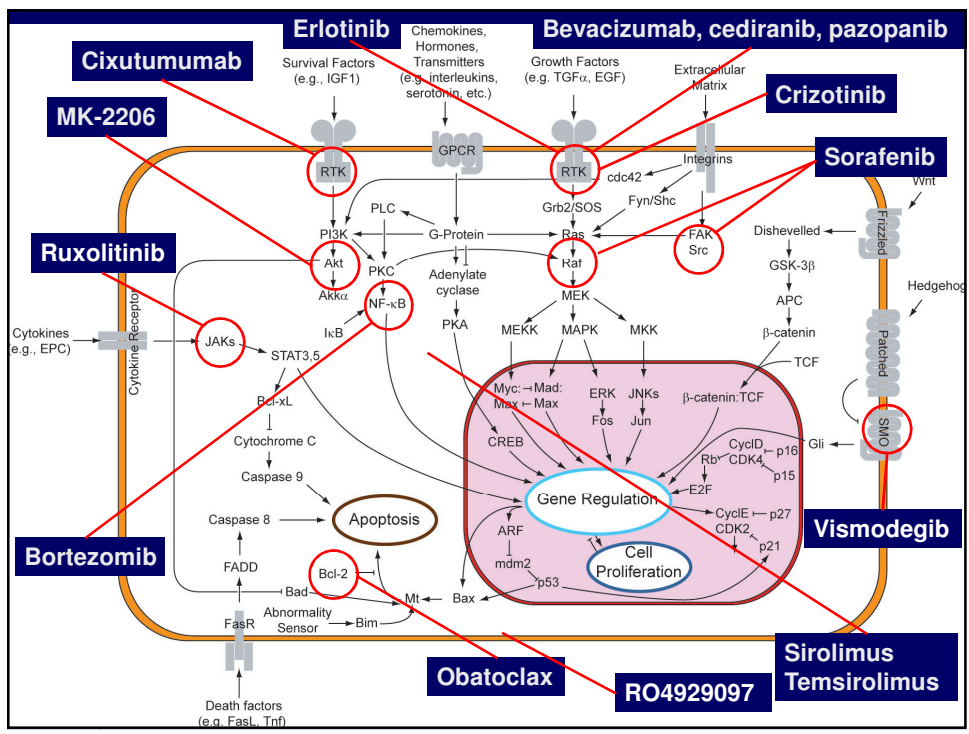 Erlotinib
Bevacizumab, cediranib, pazopanib
Cixutumumab
MK-2206
Crizotinib
Sorafenib
Ruxolitinib
Bortezomib
Vismodegib
Obatoclax
RO4929097
Sirolimus
Temsirolimus
Survival Factors
(e.g., IGF1)
Chemokines,
Hormones,
Transmitters
(e.g., interleukins,
serotonin, etc.)
Growth Factors
(e.g. TGFα, EGF)
Extracellular
Matrix
RTK
GPCR
RTK
Integrins
cdc42
Fyn/Shc
Grb2/SOS
PLC
PI3K
G-Protein
Ras
FAK
Src
Akt
Akkα
PKC
Adenylate
cyclase
Raf
MEK
NF-κB
IκB
PKA
MEKK
MAPK
MKK
Wnt
Frizzled
Dishevelled
GSK-3β
APC
β-catenin
TCF
Hedgehog
Patched
SMO
Gli
Cytokines
(e.g., EPC)
Cytokine Receptor
JAKs
STAT3,5
Bcl-xL
Cytochrome C
Caspase 9
Caspase 8
Apoptosis
FADD
Bcl-2
Bad
Mt
Bax
Abnormality
Sensor
Bim
FasR
Death factors
(e.g. FasL, Tnf)
Myc:
Max
Mad:
Max
ERK
Fos
JNKs
Jun
β-catenin:TCF
CREB
Gene Regulation
CyclD
CDK4
p16
p15
Rb
E2F
CyclE
CDK2
p27
p21
ARF
mdm2
p53
Cell
Proliferation